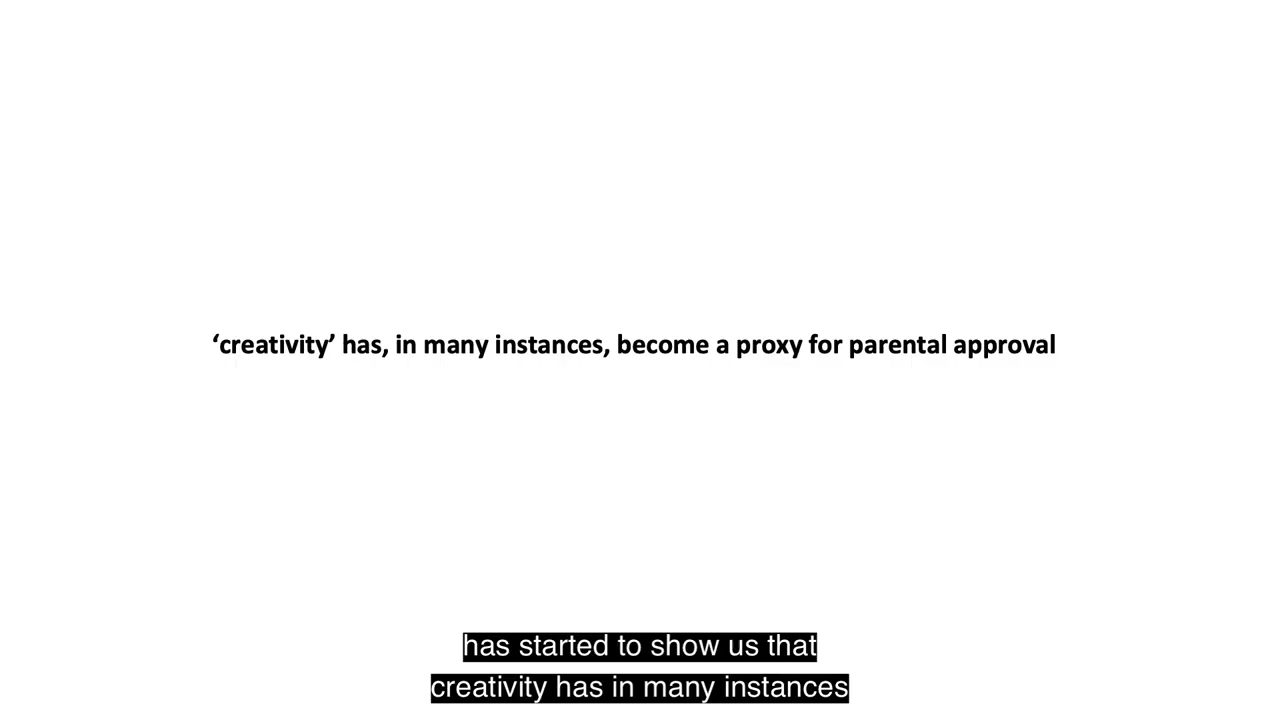 ‘creativity’ has, in many instances, become a proxy for parental approval
has started to show us that
creativity has in many instances